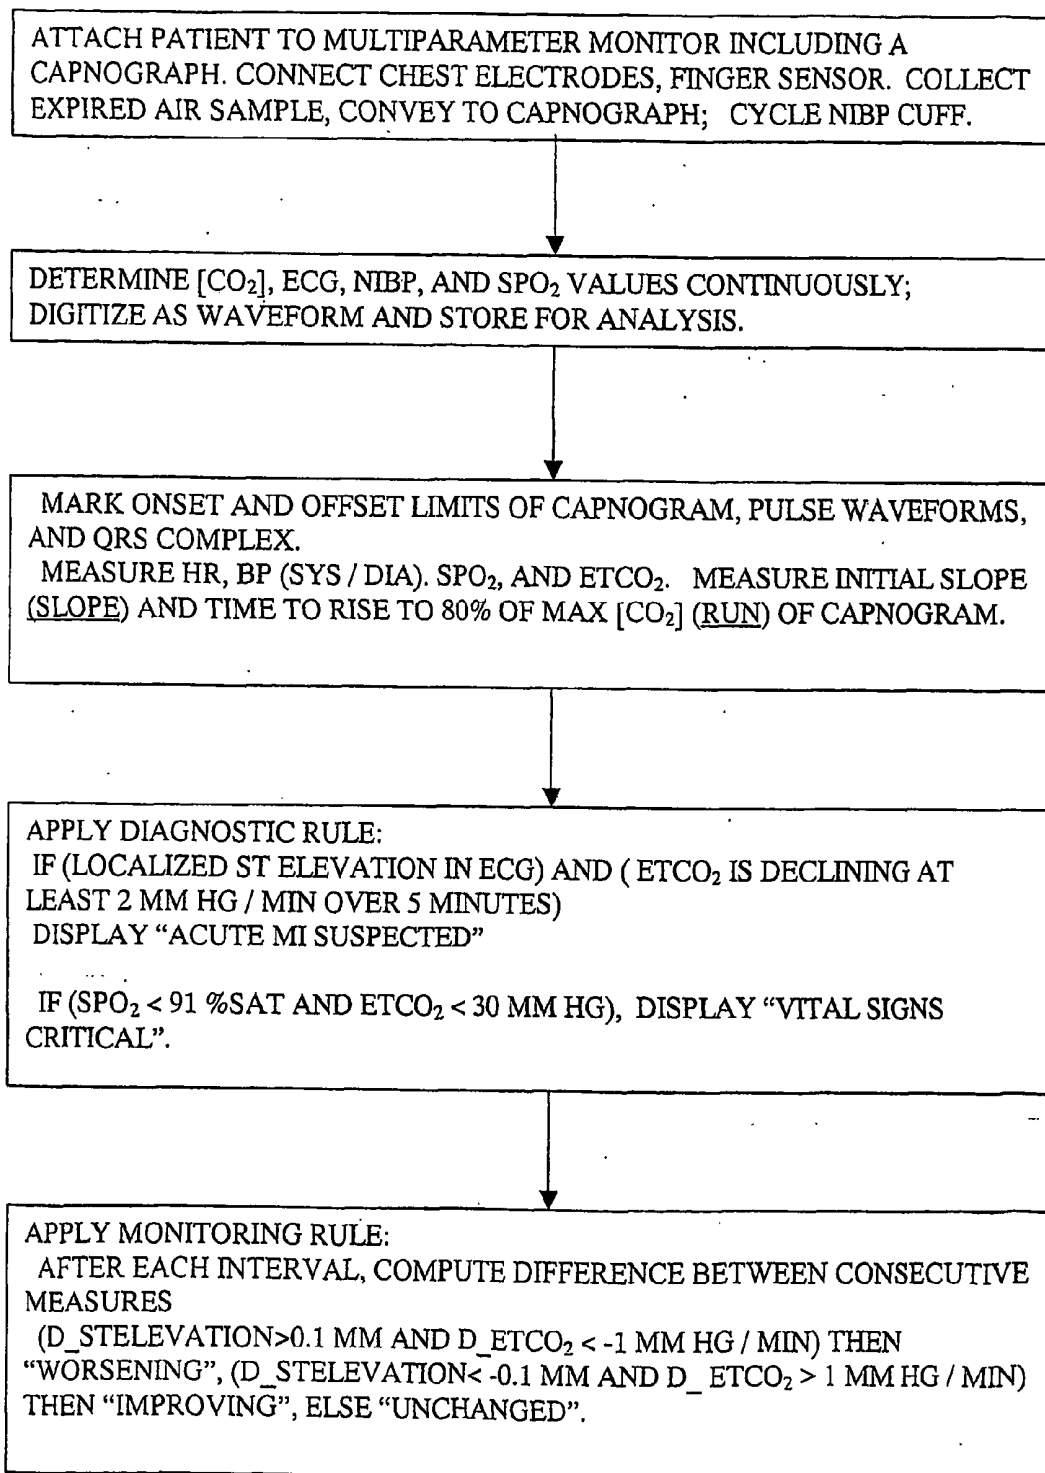 ATTACH PATIENT TO MULTIPARAMETER MONITOR INCLUDING A
CAPNOGRAPH. CONNECT CHEST ELECTRODES, FINGER SENSOR. COLLECT
EXPIRED AIR SAMPLE, CONVEY TO CAPNOGRAPH; CYCLE NIBP CUFF.
DETERMINE [CO₂], ECG, NIBP, AND SPO₂ VALUES CONTINUOUSLY;
DIGITIZE AS WAVEFORM AND STORE FOR ANALYSIS.
MARK ONSET AND OFFSET LIMITS OF CAPNOGRAM, PULSE WAVEFORMS,
AND QRS COMPLEX.
MEASURE HR, BP (SYS / DIA). SPO₂, AND ETCO₂. MEASURE INITIAL SLOPE
(SLOPE) AND TIME TO RISE TO 80% OF MAX [CO₂] (RUN) OF CAPNOGRAM.
APPLY DIAGNOSTIC RULE:
IF (LOCALIZED ST ELEVATION IN ECG) AND ( ETCO₂ IS DECLINING AT
LEAST 2 MM HG / MIN OVER 5 MINUTES)
DISPLAY “ACUTE MI SUSPECTED”
IF (SPO₂ < 91 %SAT AND ETCO₂ < 30 MM HG), DISPLAY “VITAL SIGNS
CRITICAL”.
APPLY MONITORING RULE:
AFTER EACH INTERVAL, COMPUTE DIFFERENCE BETWEEN CONSECUTIVE
MEASURES
(D_STELEVATION>0.1 MM AND D_ETCO₂ < -1 MM HG / MIN) THEN
“WORSENING”, (D_STELEVATION< -0.1 MM AND D_ ETCO₂ > 1 MM HG / MIN)
THEN “IMPROVING”, ELSE “UNCHANGED”.